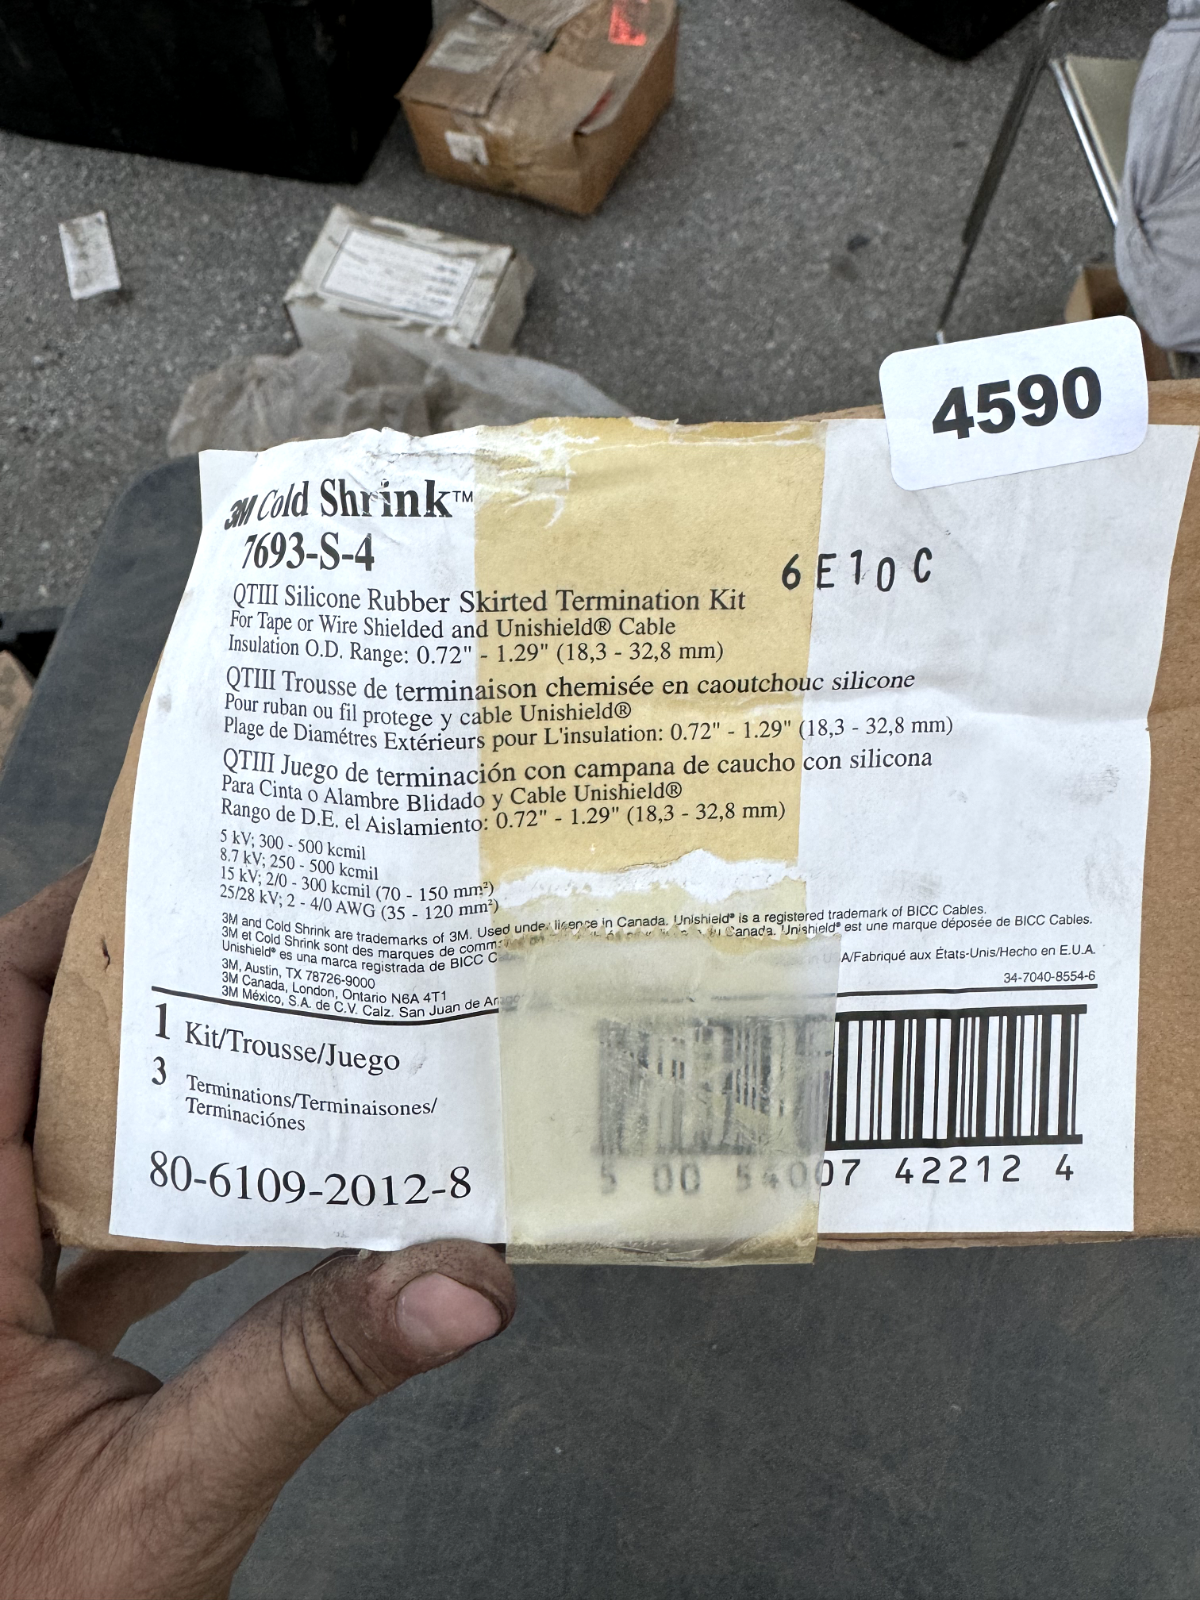 4590
3M Cold Shrink™
7693-S-4
6E10C
QTIII Silicone Rubber Skirted Termination Kit
For Tape or Wire Shielded and Unishield® Cable
Insulation O.D. Range: 0.72" - 1.29" (18,3 - 32,8 mm)
QTIII Trousse de terminaison chemisée en caoutchouc silicone
Pour ruban ou fil protege y cable Unishield®
Plage de Diamétres Extérieurs pour L'insulation: 0.72" - 1.29" (18,3 - 32,8 mm)
QTIII Juego de terminación con campana de caucho con silicona
Para Cinta o Alambre Blidado y Cable Unishield®
Rango de D.E. el Aislamiento: 0.72" - 1.29" (18,3 - 32,8 mm)
5 kV; 300 - 500 kcmil
8.7 kV; 250 - 500 kcmil
15 kV; 2/0 - 300 kcmil (70 - 150 mm²)
25/28 kV; 2 - 4/0 AWG (35 - 120 mm²)
3M and Cold Shrink are trademarks of 3M. Used under licence in Canada. Unishield® is a registered trademark of BICC Cables.
3M et Cold Shrink sont des marques de comm Canada. Unishield® est une marque déposée de BICC Cables.
Unishield® es una marca registrada de BICC C
A/Fabriqué aux États-Unis/Hecho en E.U.A.
3M, Austin, TX 78726-9000
3M Canada, London, Ontario N6A 4T1
3M México, S.A. de C.V. Calz. San Juan de
34-7040-8554-6
1 Kit/Trousse/Juego
3 Terminations/Terminaisones/
Terminaciónes
80-6109-2012-8
5 00 54007 42212 4